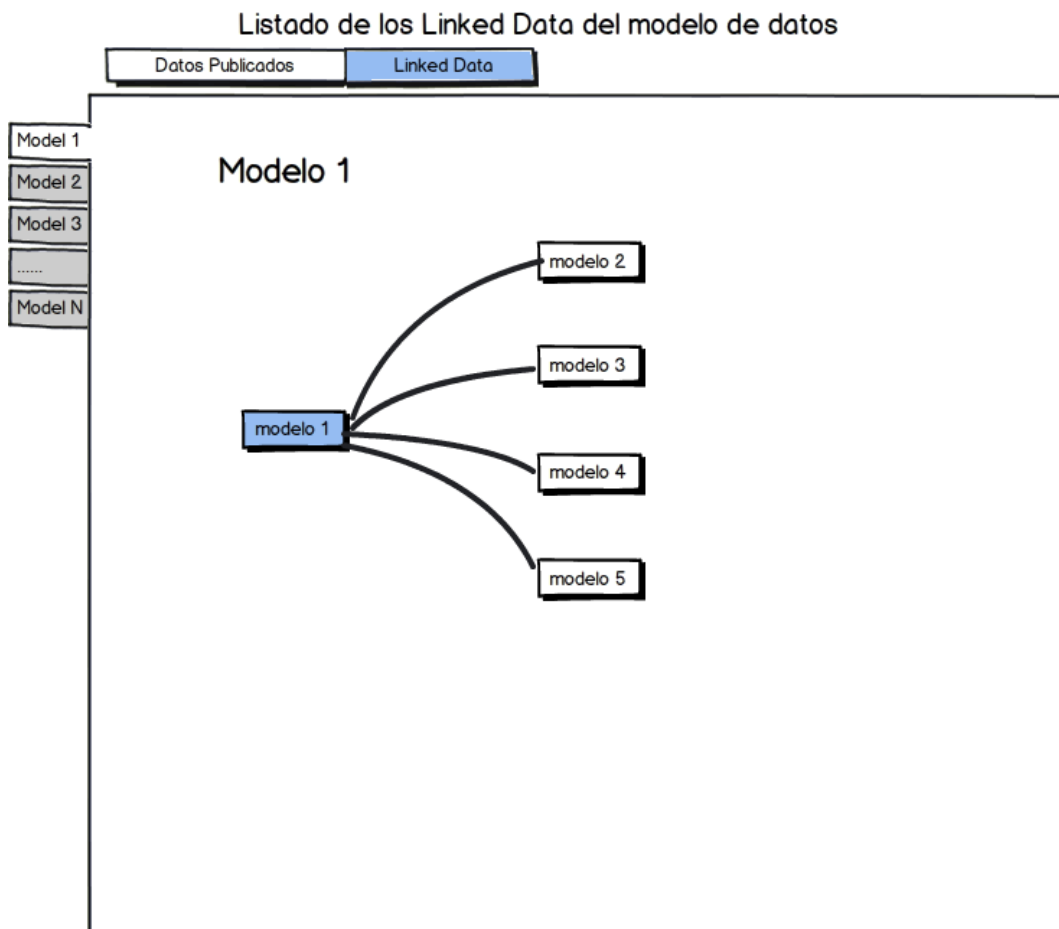 Listado de los Linked Data del modelo de datos
Datos Publicados
Linked Data
Model 1
Model 2
Model 3
......
Model N
Modelo 1
modelo 2
modelo 3
modelo 1
modelo 4
modelo 5